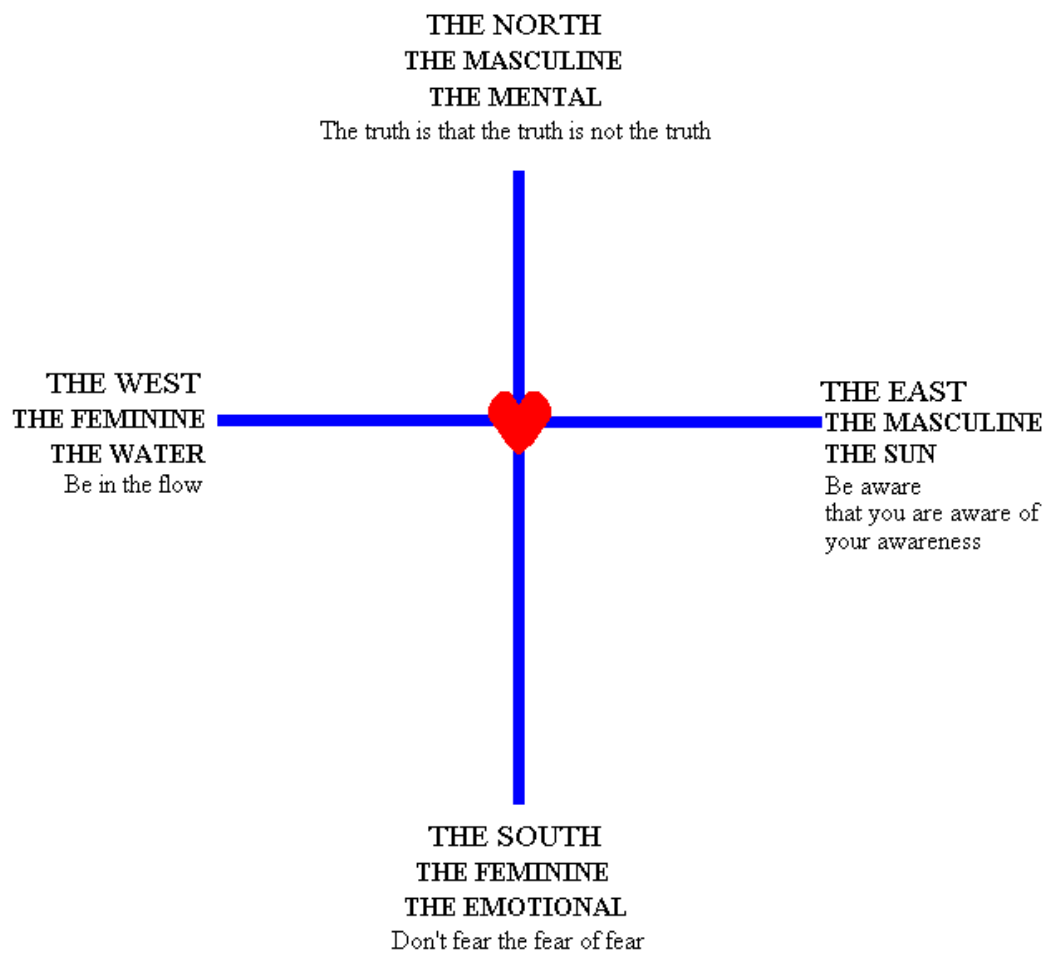 THE NORTH
THE MASCULINE
THE MENTAL
The truth is that the truth is not the truth
THE WEST
THE FEMININE
THE WATER
Be in the flow
THE EAST
THE MASCULINE
THE SUN
Be aware
that you are aware of
your awareness
THE SOUTH
THE FEMININE
THE EMOTIONAL
Don't fear the fear of fear